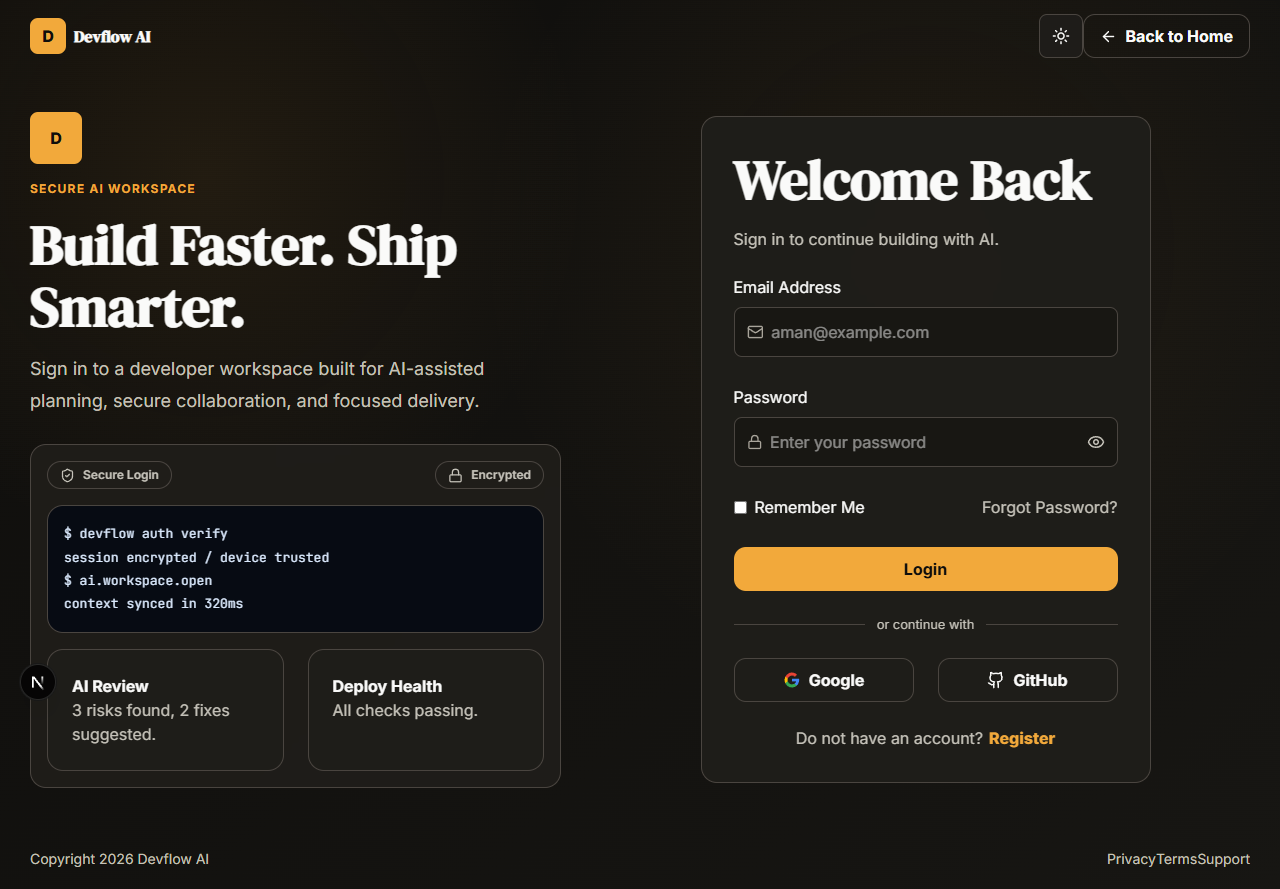 D Devflow AI
Back to Home
D
SECURE AI WORKSPACE
Build Faster. Ship
Smarter.
Sign in to a developer workspace built for AI-assisted
planning, secure collaboration, and focused delivery.
Secure Login
Encrypted
$ devflow auth verify
session encrypted / device trusted
$ ai.workspace.open
context synced in 320ms
N
AI Review
3 risks found, 2 fixes
suggested.
Deploy Health
All checks passing.
Welcome Back
Sign in to continue building with AI.
Email Address
aman@example.com
Password
Enter your password
Remember Me
Forgot Password?
Login
or continue with
Google
GitHub
Do not have an account? Register
Copyright 2026 Devflow AI
PrivacyTermsSupport